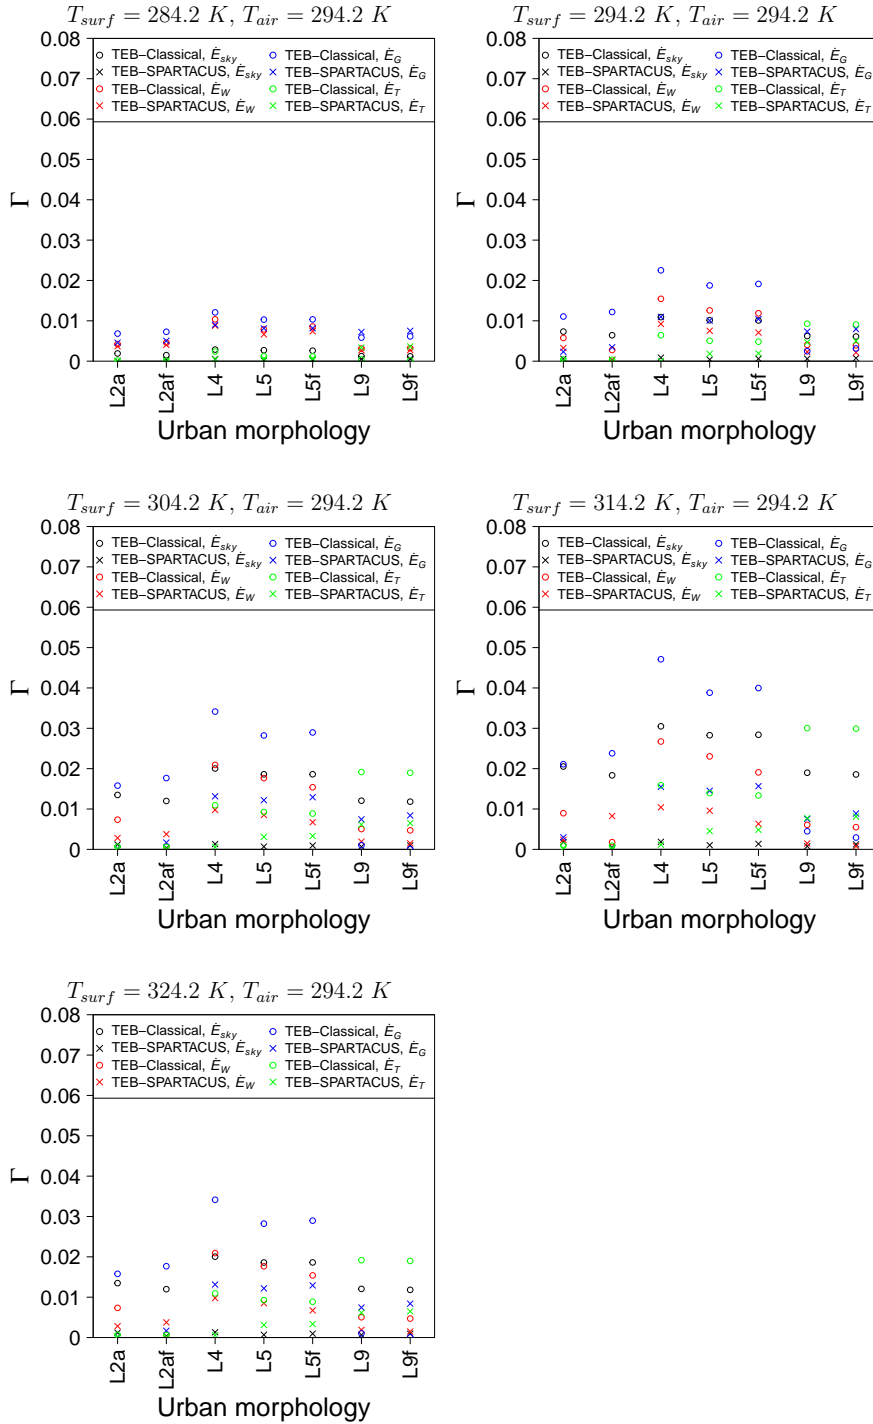 T_surf = 284.2 K, T_air = 294.2 K
0.08
0.07
0.06
0.05
0.04
0.03
0.02
0.01
0
Γ
TEB−Classical, Ė_sky
TEB−SPARTACUS, Ė_sky
TEB−Classical, Ė_W
TEB−SPARTACUS, Ė_W
TEB−Classical, Ė_G
TEB−SPARTACUS, Ė_G
TEB−Classical, Ė_T
TEB−SPARTACUS, Ė_T
L2a
L2af
L4
L5
L5f
L9
L9f
Urban morphology
T_surf = 294.2 K, T_air = 294.2 K
0.08
0.07
0.06
0.05
0.04
0.03
0.02
0.01
0
Γ
TEB−Classical, Ė_sky
TEB−SPARTACUS, Ė_sky
TEB−Classical, Ė_W
TEB−SPARTACUS, Ė_W
TEB−Classical, Ė_G
TEB−SPARTACUS, Ė_G
TEB−Classical, Ė_T
TEB−SPARTACUS, Ė_T
L2a
L2af
L4
L5
L5f
L9
L9f
Urban morphology
T_surf = 304.2 K, T_air = 294.2 K
0.08
0.07
0.06
0.05
0.04
0.03
0.02
0.01
0
Γ
TEB−Classical, Ė_sky
TEB−SPARTACUS, Ė_sky
TEB−Classical, Ė_W
TEB−SPARTACUS, Ė_W
TEB−Classical, Ė_G
TEB−SPARTACUS, Ė_G
TEB−Classical, Ė_T
TEB−SPARTACUS, Ė_T
L2a
L2af
L4
L5
L5f
L9
L9f
Urban morphology
T_surf = 314.2 K, T_air = 294.2 K
0.08
0.07
0.06
0.05
0.04
0.03
0.02
0.01
0
Γ
TEB−Classical, Ė_sky
TEB−SPARTACUS, Ė_sky
TEB−Classical, Ė_W
TEB−SPARTACUS, Ė_W
TEB−Classical, Ė_G
TEB−SPARTACUS, Ė_G
TEB−Classical, Ė_T
TEB−SPARTACUS, Ė_T
L2a
L2af
L4
L5
L5f
L9
L9f
Urban morphology
T_surf = 324.2 K, T_air = 294.2 K
0.08
0.07
0.06
0.05
0.04
0.03
0.02
0.01
0
Γ
TEB−Classical, Ė_sky
TEB−SPARTACUS, Ė_sky
TEB−Classical, Ė_W
TEB−SPARTACUS, Ė_W
TEB−Classical, Ė_G
TEB−SPARTACUS, Ė_G
TEB−Classical, Ė_T
TEB−SPARTACUS, Ė_T
L2a
L2af
L4
L5
L5f
L9
L9f
Urban morphology